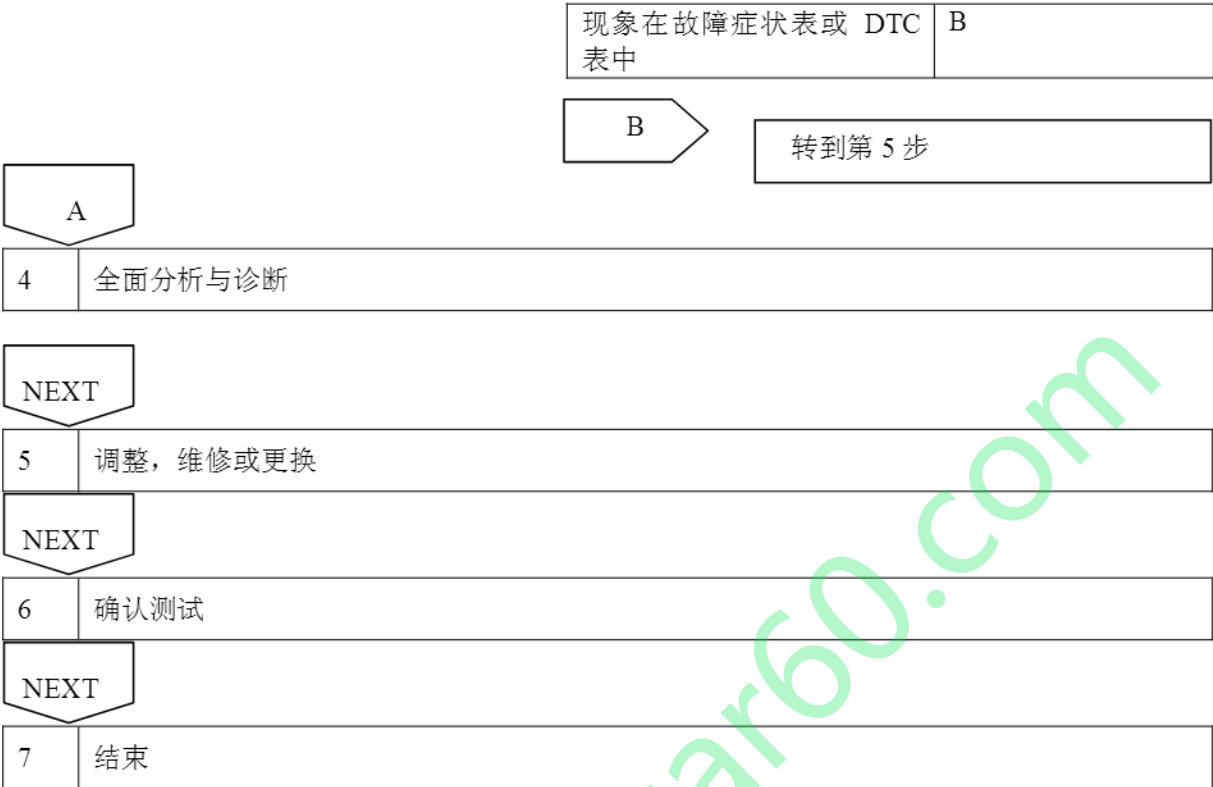 现象在故障症状表或 DTC B
表中
B
转到第 5 步
A
4 全面分析与诊断
NEXT
5 调整，维修或更换
NEXT
6 确认测试
NEXT
7 结束
ar60.com